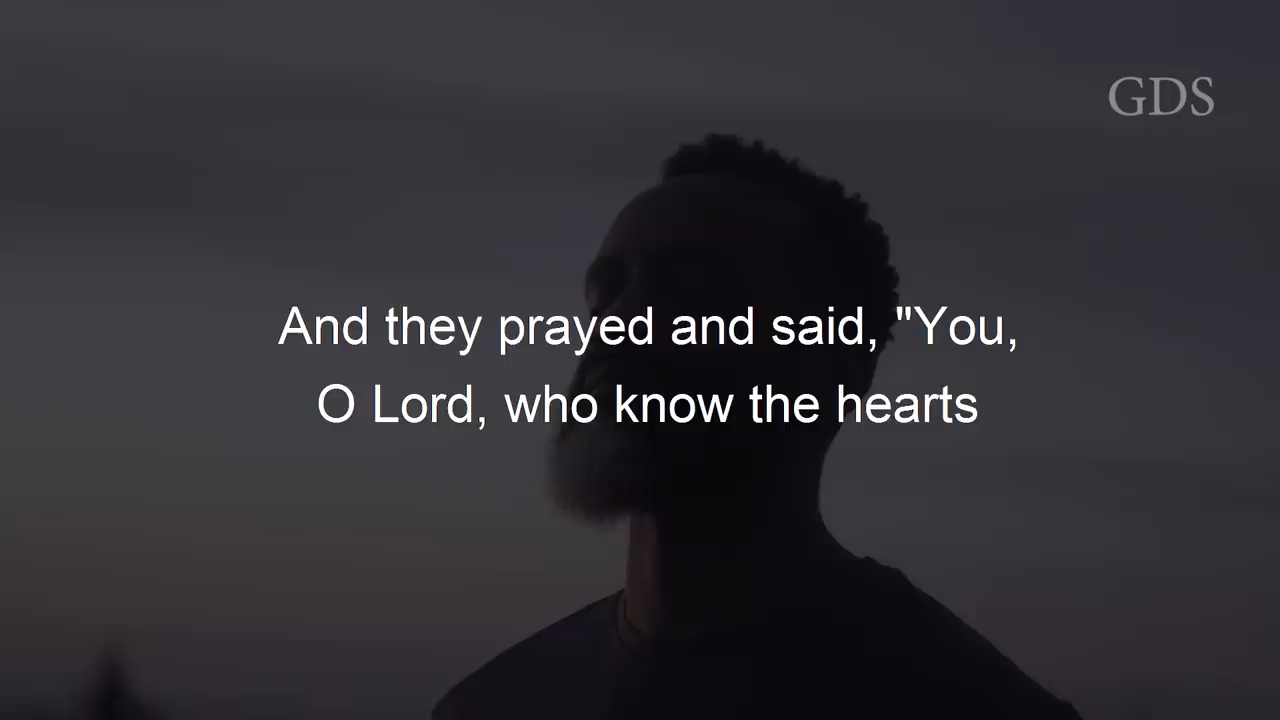 GDS
And they prayed and said, "You,
O Lord, who know the hearts